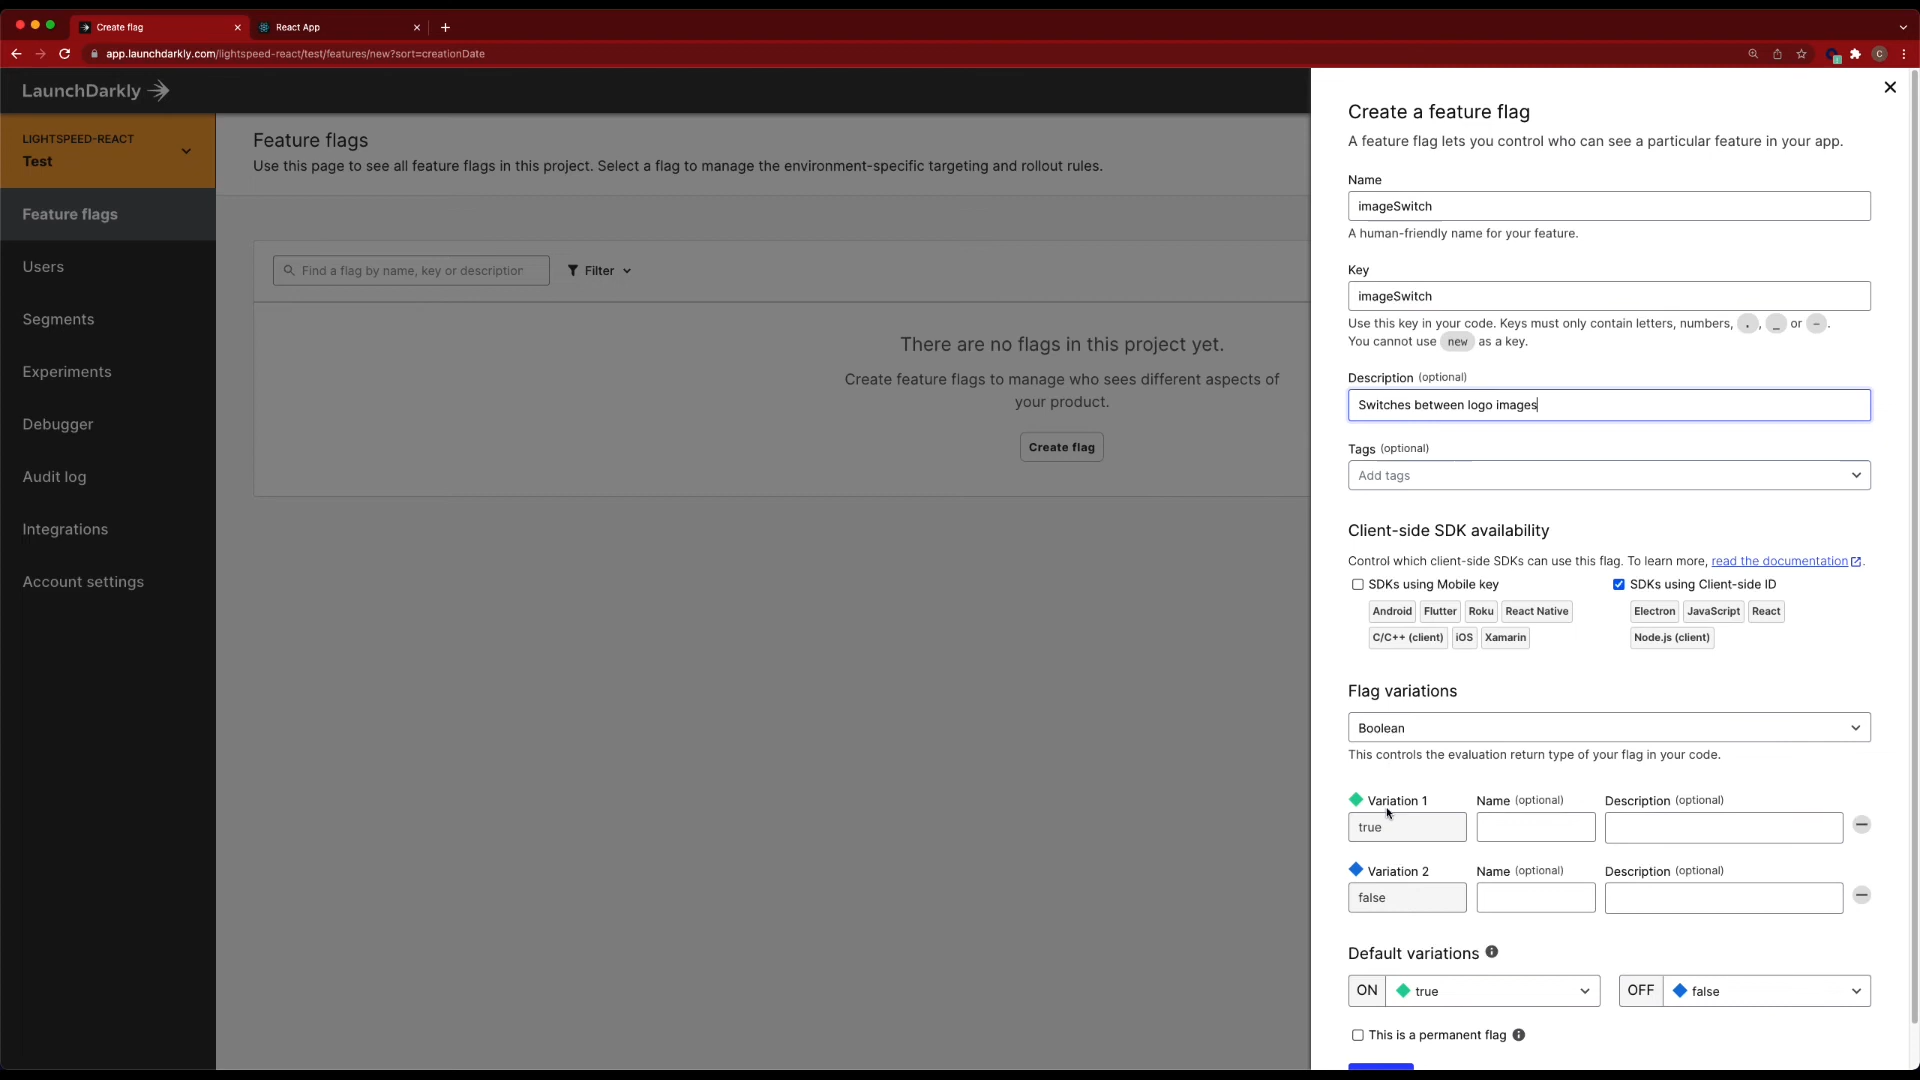 Create flag
React App
app.launchdarkly.com/lightspeed-react/test/features/new?sort=creationDate
C
LaunchDarkly
LIGHTSPEED-REACT
Test
Feature flags
Users
Segments
Experiments
Debugger
Audit log
Integrations
Account settings
Feature flags
Use this page to see all feature flags in this project. Select a flag to manage the environment-specific targeting and rollout rules.
Find a flag by name, key or description
Filter
There are no flags in this project yet.
Create feature flags to manage who sees different aspects of
your product.
Create flag
Create a feature flag
A feature flag lets you control who can see a particular feature in your app.
Name
imageSwitch
A human-friendly name for your feature.
Key
imageSwitch
Use this key in your code. Keys must only contain letters, numbers, . , _ or - .
You cannot use new as a key.
Description (optional)
Switches between logo images
Tags (optional)
Add tags
Client-side SDK availability
Control which client-side SDKs can use this flag. To learn more, read the documentation .
SDKs using Mobile key
Android Flutter Roku React Native
C/C++ (client) iOS Xamarin
SDKs using Client-side ID
Electron JavaScript React
Node.js (client)
Flag variations
Boolean
This controls the evaluation return type of your flag in your code.
Variation 1 Name (optional) Description (optional)
true
Variation 2 Name (optional) Description (optional)
false
Default variations
ON true OFF false
This is a permanent flag